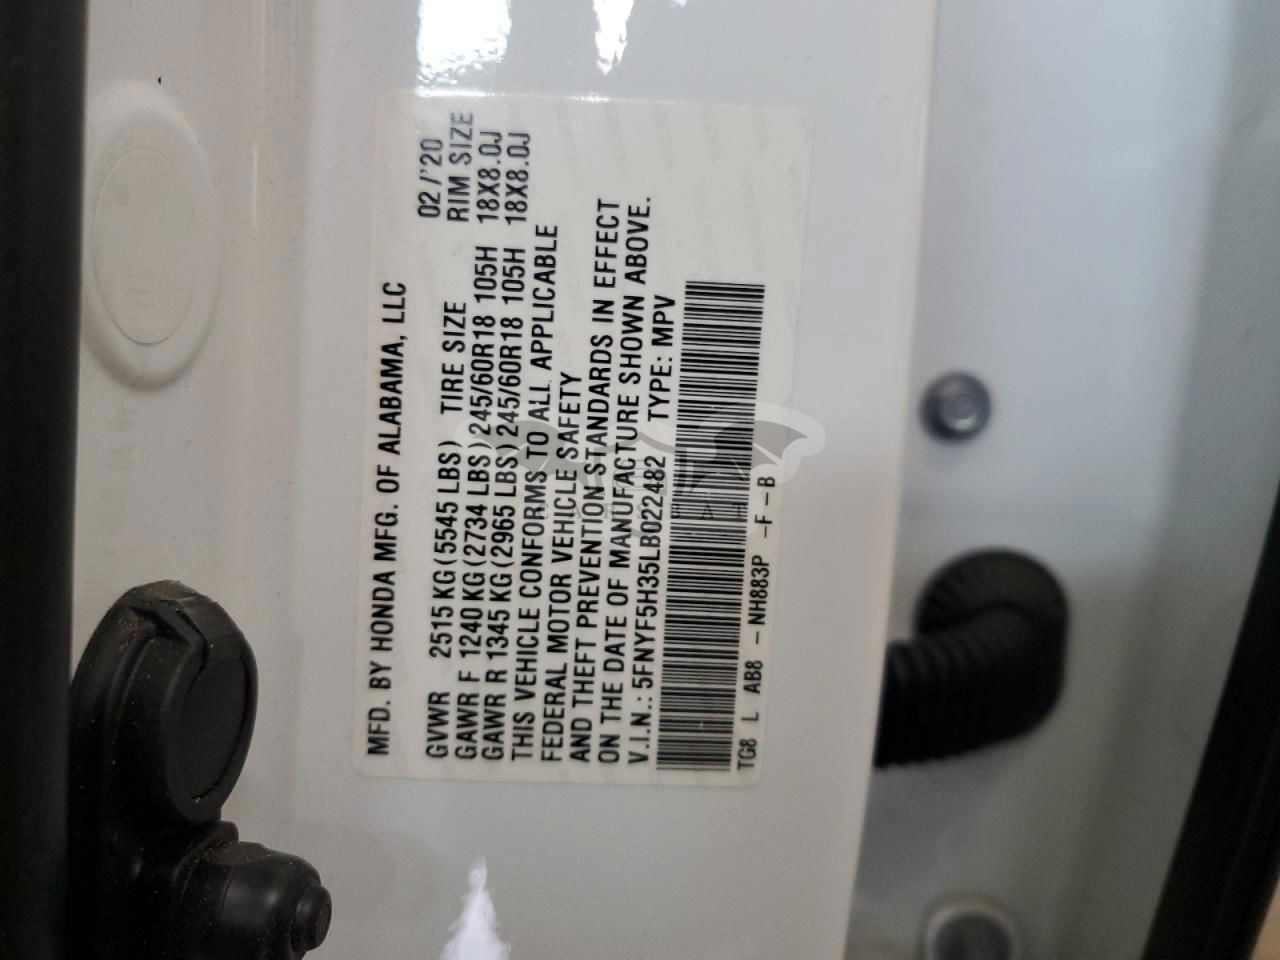 MFD. BY HONDA MFG. OF ALABAMA, LLC
02/'20
GVWR 2515 KG (5545 LBS) TIRE SIZE RIM SIZE
GAWR F 1240 KG (2734 LBS) 245/60R18 105H 18X8.0J
GAWR R 1345 KG (2965 LBS) 245/60R18 105H 18X8.0J
THIS VEHICLE CONFORMS TO ALL APPLICABLE
FEDERAL MOTOR VEHICLE SAFETY
AND THEFT PREVENTION STANDARDS IN EFFECT
ON THE DATE OF MANUFACTURE SHOWN ABOVE.
V.I.N.: 5FNYF5H35LB022482 TYPE: MPV
TG8 L AB8 - NH883P -F-B